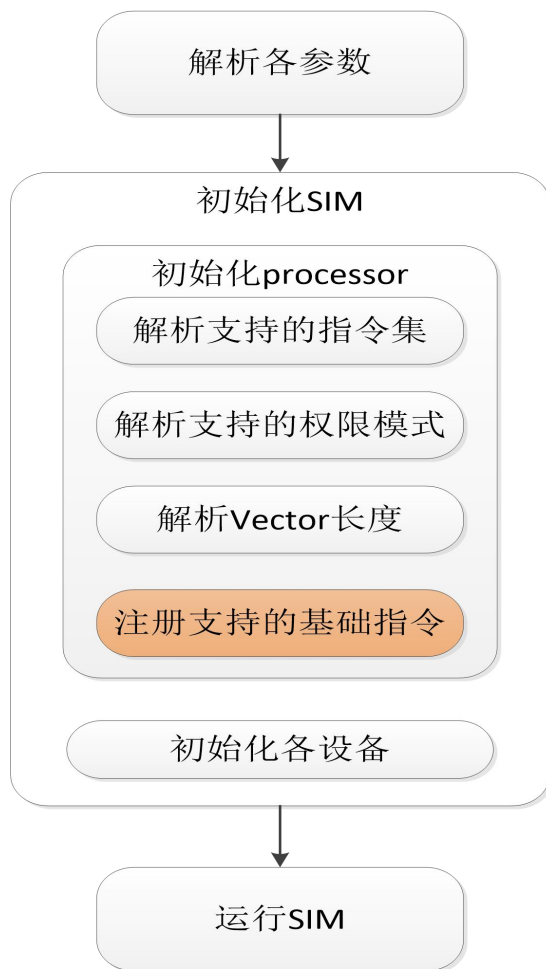 解析各参数
初始化SIM
初始化processor
解析支持的指令集
解析支持的权限模式
解析Vector长度
注册支持的基础指令
初始化各设备
运行SIM